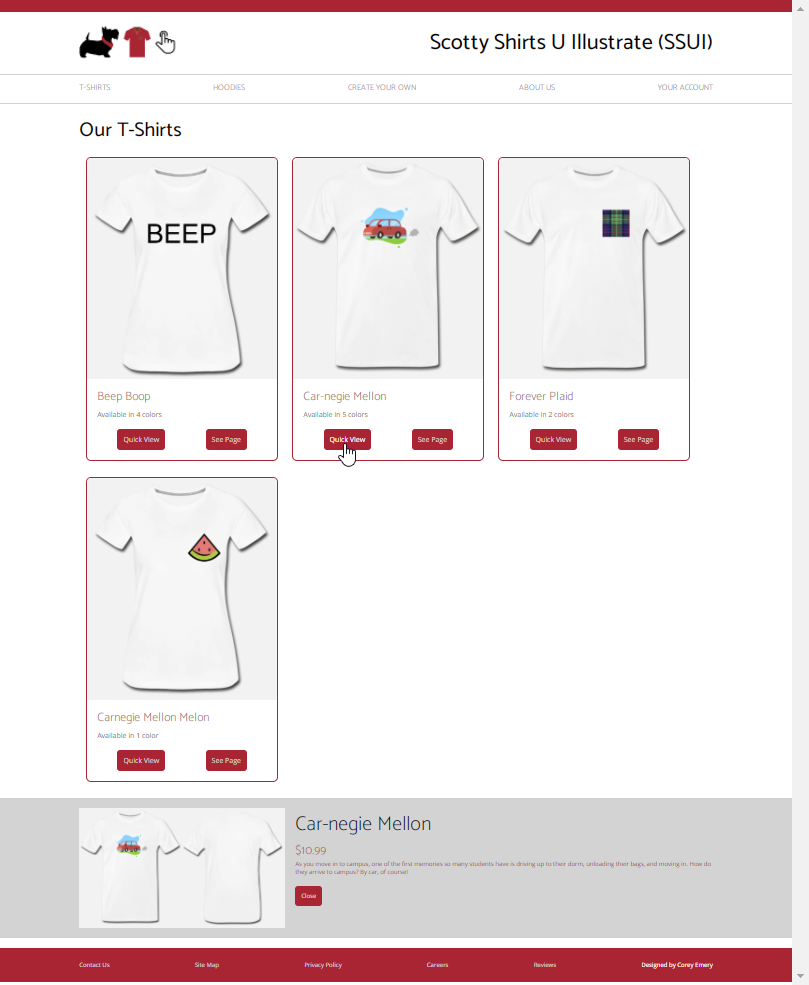 Scotty Shirts U Illustrate (SSUI)
T-SHIRTS HOODIES CREATE YOUR OWN ABOUT US YOUR ACCOUNT
Our T-Shirts
BEEP
Beep Boop
Available in 4 colors
Quick View See Page
Car-negie Mellon
Available in 5 colors
Quick View See Page
Forever Plaid
Available in 2 colors
Quick View See Page
Carnegie Mellon Melon
Available in 1 color
Quick View See Page
Car-negie Mellon
$10.99
As you move in to campus, one of the first memories so many students have is driving up to their dorm, unloading their bags, and moving in. How do
they arrive to campus? By car, of course!
Close
Contact Us Site Map Privacy Policy Careers Reviews Designed by Corey Emery